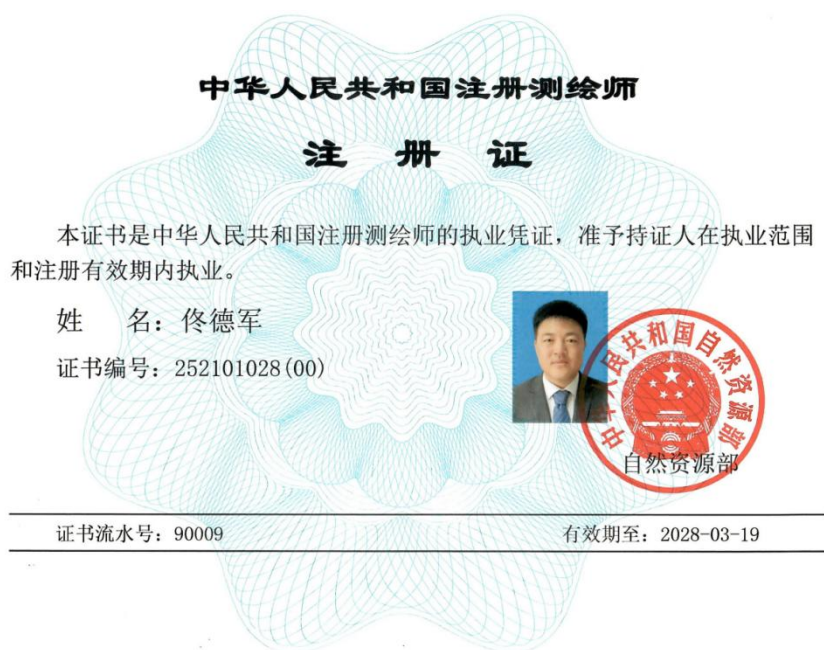 中华人民共和国注册测绘师
注 册 证
本证书是中华人民共和国注册测绘师的执业凭证，准予持证人在执业范围
和注册有效期内执业。
姓 名：佟德军
证书编号：252101028(00)
中华人民共和国自然资源部
自然资源部
证书流水号：90009
有效期至：2028-03-19